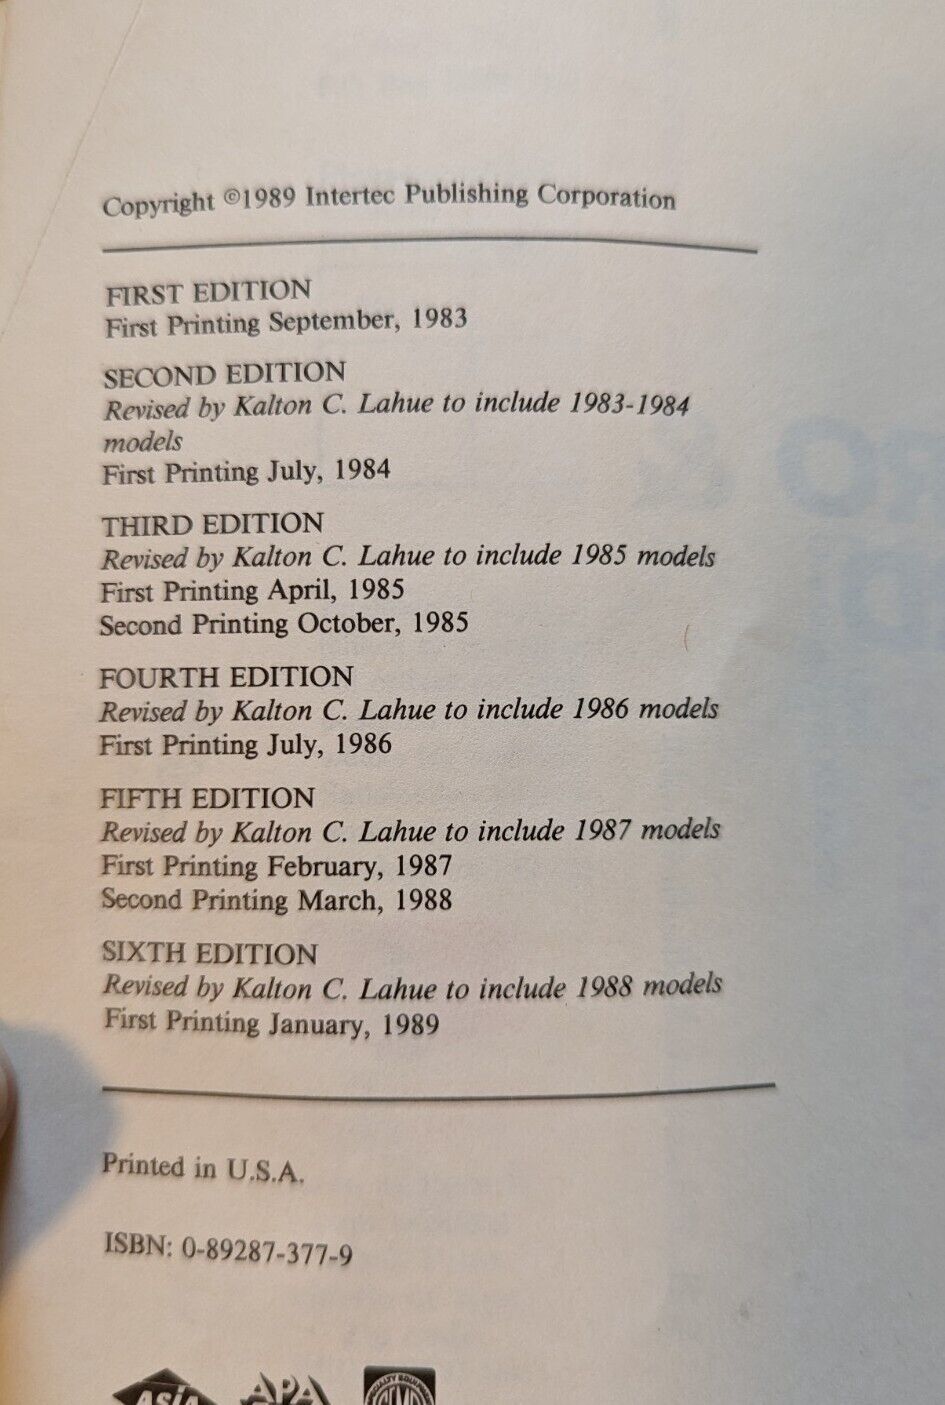 Copyright ©1989 Intertec Publishing Corporation
FIRST EDITION
First Printing September, 1983
SECOND EDITION
Revised by Kalton C. Lahue to include 1983-1984
models
First Printing July, 1984
THIRD EDITION
Revised by Kalton C. Lahue to include 1985 models
First Printing April, 1985
Second Printing October, 1985
FOURTH EDITION
Revised by Kalton C. Lahue to include 1986 models
First Printing July, 1986
FIFTH EDITION
Revised by Kalton C. Lahue to include 1987 models
First Printing February, 1987
Second Printing March, 1988
SIXTH EDITION
Revised by Kalton C. Lahue to include 1988 models
First Printing January, 1989
Printed in U.S.A.
ISBN: 0-89287-377-9
ASiA APA